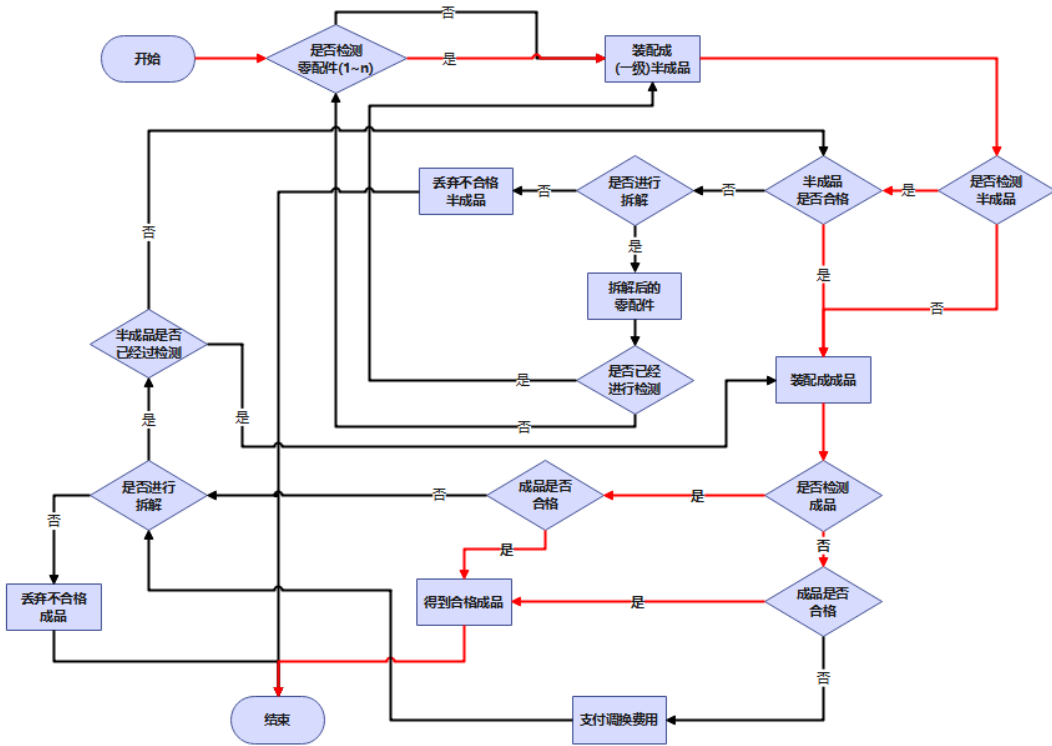 否
开始
是否检测
零配件(1~n)
是
装配成
(一级)半成品
丢弃不合格
半成品
否
是否进行
拆解
否
半成品
是否合格
是
是否检测
半成品
否
是
是
否
拆解后的
零配件
半成品是否
已经过检测
是否已经
进行检测
是
装配成成品
是
是
否
是否进行
拆解
否
成品是否
合格
是
是否检测
成品
否
是
否
丢弃不合格
成品
得到合格成品
是
成品是否
合格
否
结束
支付调换费用